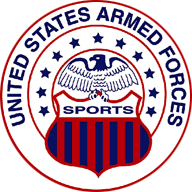 UNITED STATES ARMED FORCES
SPORTS